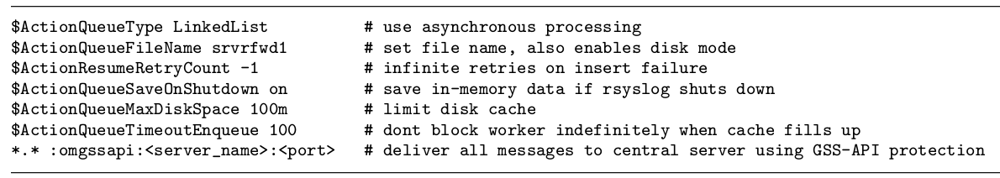 $ActionQueueType LinkedList # use asynchronous processing
$ActionQueueFileName srvrfwd1 # set file name, also enables disk mode
$ActionResumeRetryCount -1 # infinite retries on insert failure
$ActionQueueSaveOnShutdown on # save in-memory data if rsyslog shuts down
$ActionQueueMaxDiskSpace 100m # limit disk cache
$ActionQueueTimeoutEnqueue 100 # dont block worker indefinitely when cache fills up
*.* :omgssapi:<server_name>:<port> # deliver all messages to central server using GSS-API protection